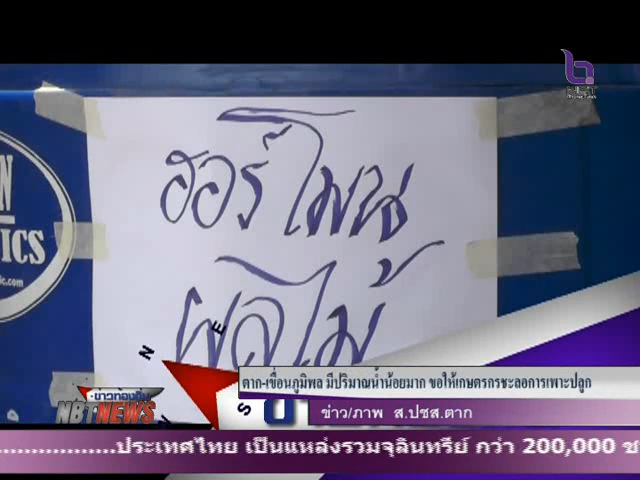 NBT
ฮอร์โมน
ผลไม้
N
ICS
ic.com
N E
S
ตาก-เขื่อนภูมิพล มีปริมาณน้ำน้อยมาก ขอให้เกษตรกรชะลอการเพาะปลูก
ข่าวท้องถิ่น
NBT NEWS
ข่าว/ภาพ ส.ปชส.ตาก
..................ประเทศไทย เป็นแหล่งรวมจุลินทรีย์ กว่า 200,000 ช